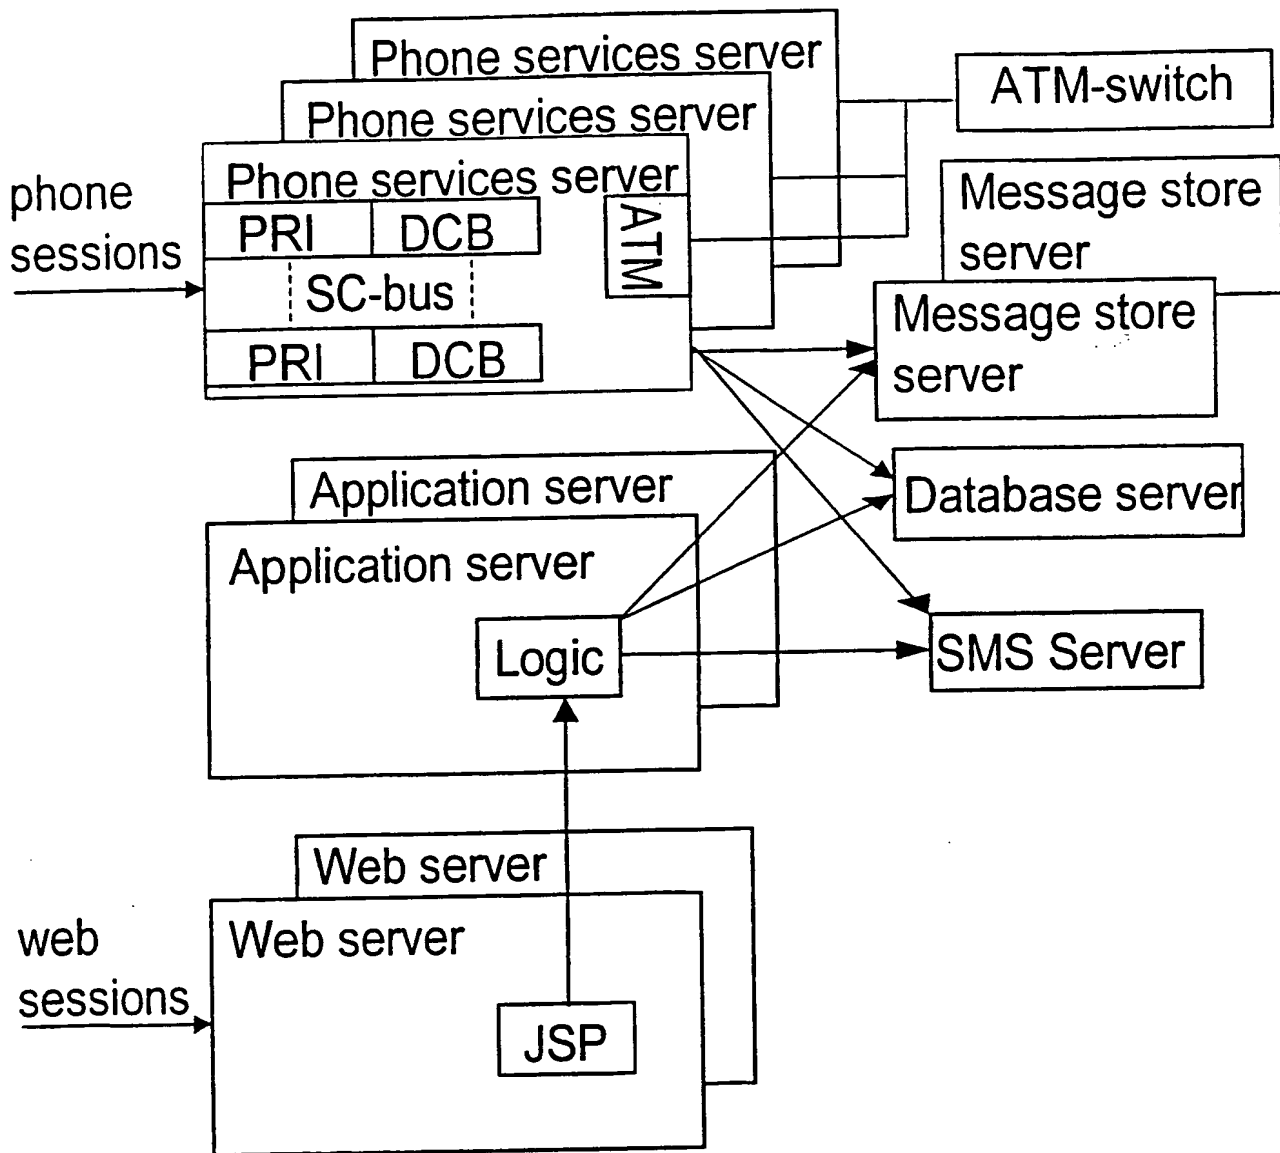 Phone services server
Phone services server
Phone services server
PRI DCB
ATM
SC-bus
PRI DCB
phone
sessions
ATM-switch
Message store
server
Message store
server
Database server
SMS Server
Application server
Application server
Logic
Web server
Web server
JSP
web
sessions